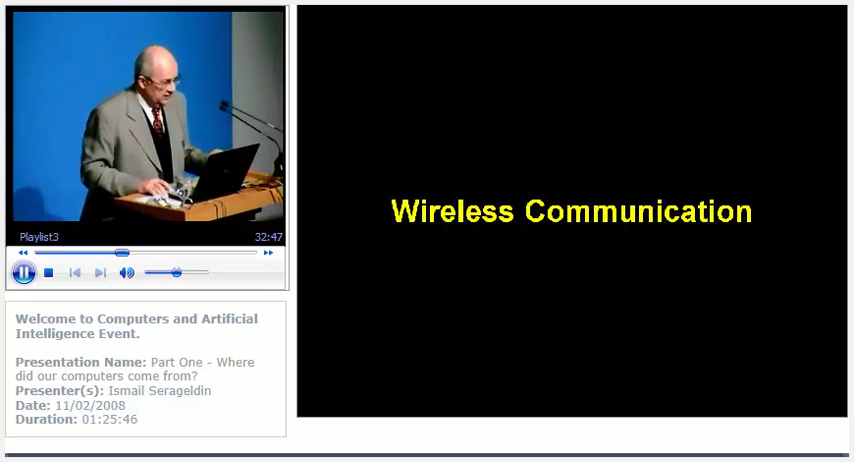 Playlist3 32:47
Welcome to Computers and Artificial
Intelligence Event.
Presentation Name: Part One - Where
did our computers come from?
Presenter(s): Ismail Serageldin
Date: 11/02/2008
Duration: 01:25:46
Wireless Communication